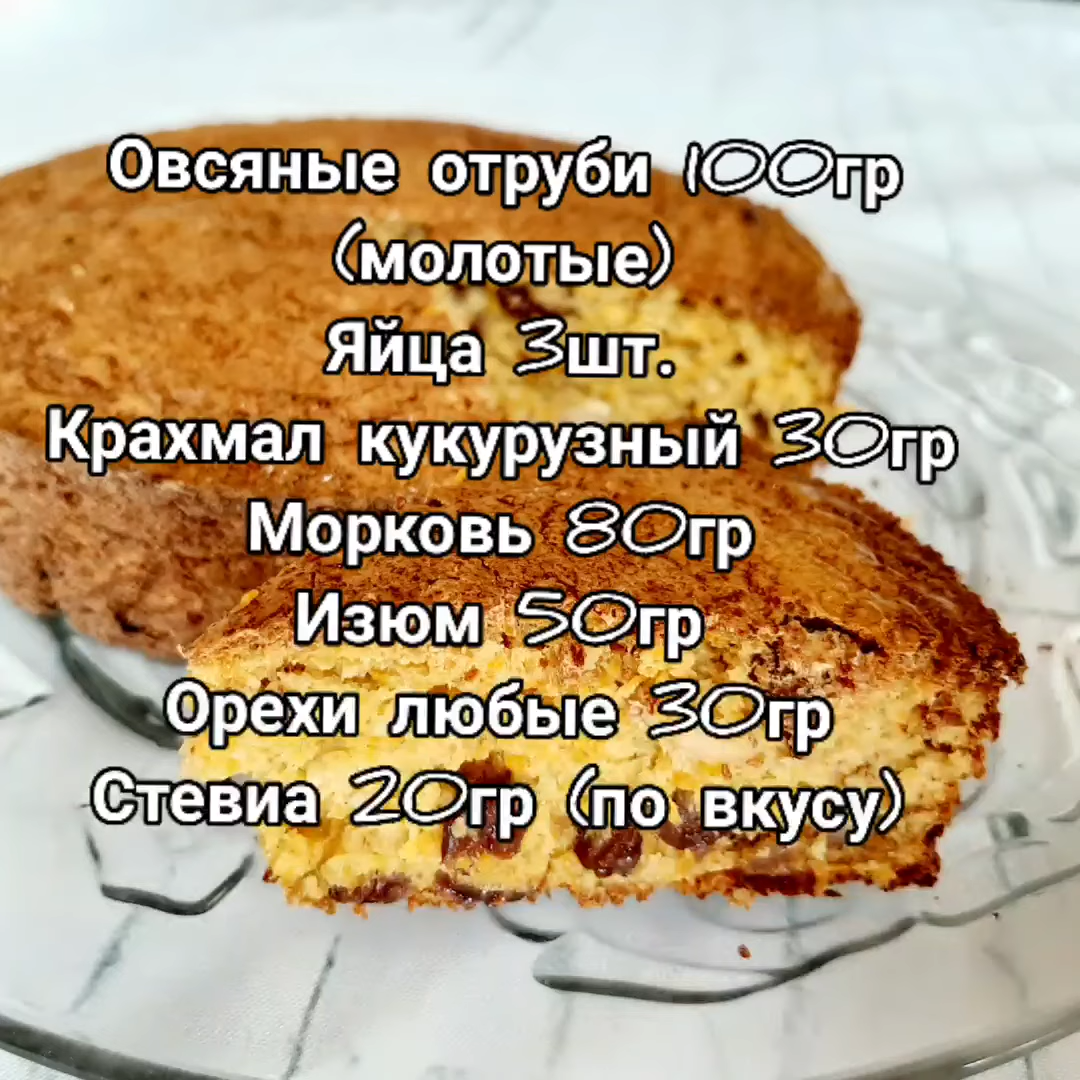 Овсяные отруби 100гр
(молотые)
Яйца 3шт.
Крахмал кукурузный 30гр
Морковь 80гр
Изюм 50гр
Орехи любые 30гр
Стевиа 20гр (по вкусу)